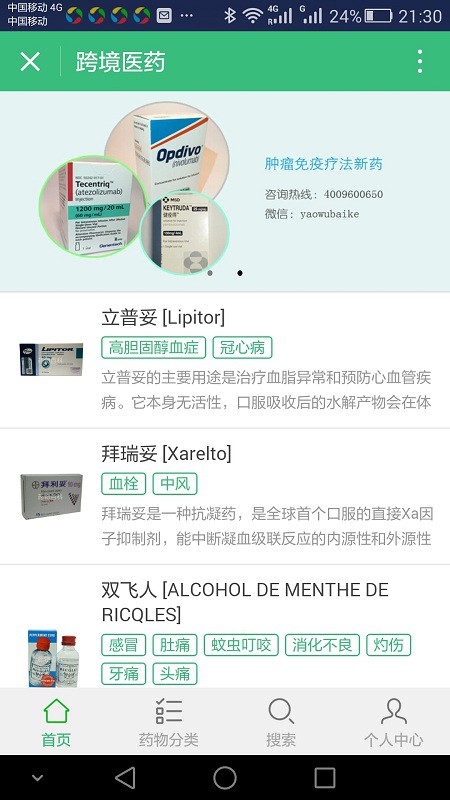 中国移动 4G
中国移动
4G
G
24%
21:30
跨境医药
Opdivo
(nivolumab)
Tecentriq
(atezolizumab)
Injection
1200 mg/20 mL
(60 mg/mL)
Genentech
MSD
KEYTRUDA
肿瘤免疫疗法新药
咨询热线：4009600650
微信：yaowubaike
立普妥 [Lipitor]
高胆固醇血症 冠心病
LIPITOR
立普妥的主要用途是治疗血脂异常和预防心血管疾
病。它本身无活性，口服吸收后的水解产物会在体
拜瑞妥 [Xarelto]
血栓 中风
拜利妥
拜瑞妥是一种抗凝药，是全球首个口服的直接Xa因
子抑制剂，能中断凝血级联反应的内源性和外源性
双飞人 [ALCOHOL DE MENTHE DE
RICQLES]
感冒 肚痛 蚊虫叮咬 消化不良 灼伤
牙痛 头痛
首页 药物分类 搜索 个人中心